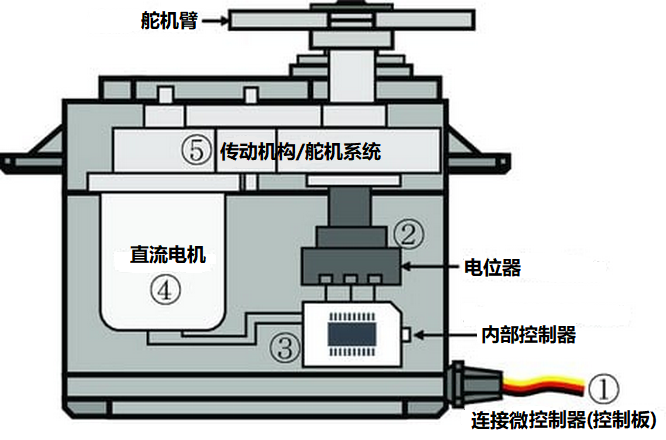 舵机臂
⑤ 传动机构/舵机系统
②
直流电机
电位器
④
内部控制器
③
①
连接微控制器(控制板)